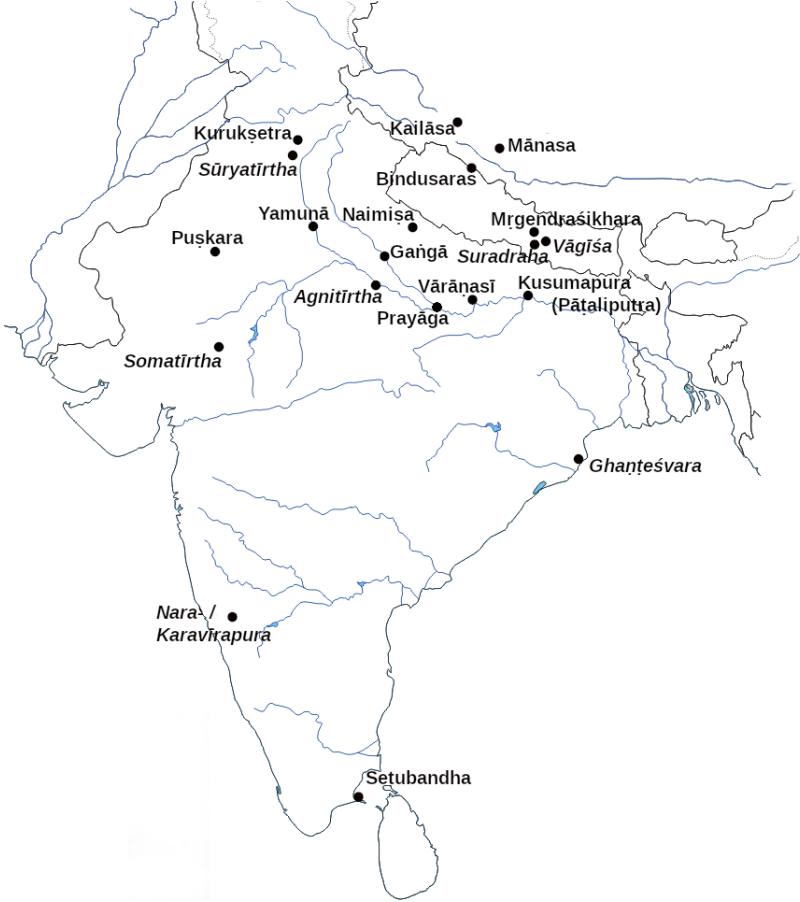 Kailāsa
Kurukṣetra
Mānasa
Sūryatīrtha
Bindusaras
Yamunā
Naimiṣa
Mṛgendraśikhara
Puṣkara
Vāgīśa
Gaṅgā
Suradraha
Vārāṇasī
Kusumapura
(Pāṭaliputra)
Agnitīrtha
Prayāga
Somatīrtha
Ghaṇṭeśvara
Nara- /
Karavīrapura
Setubandha